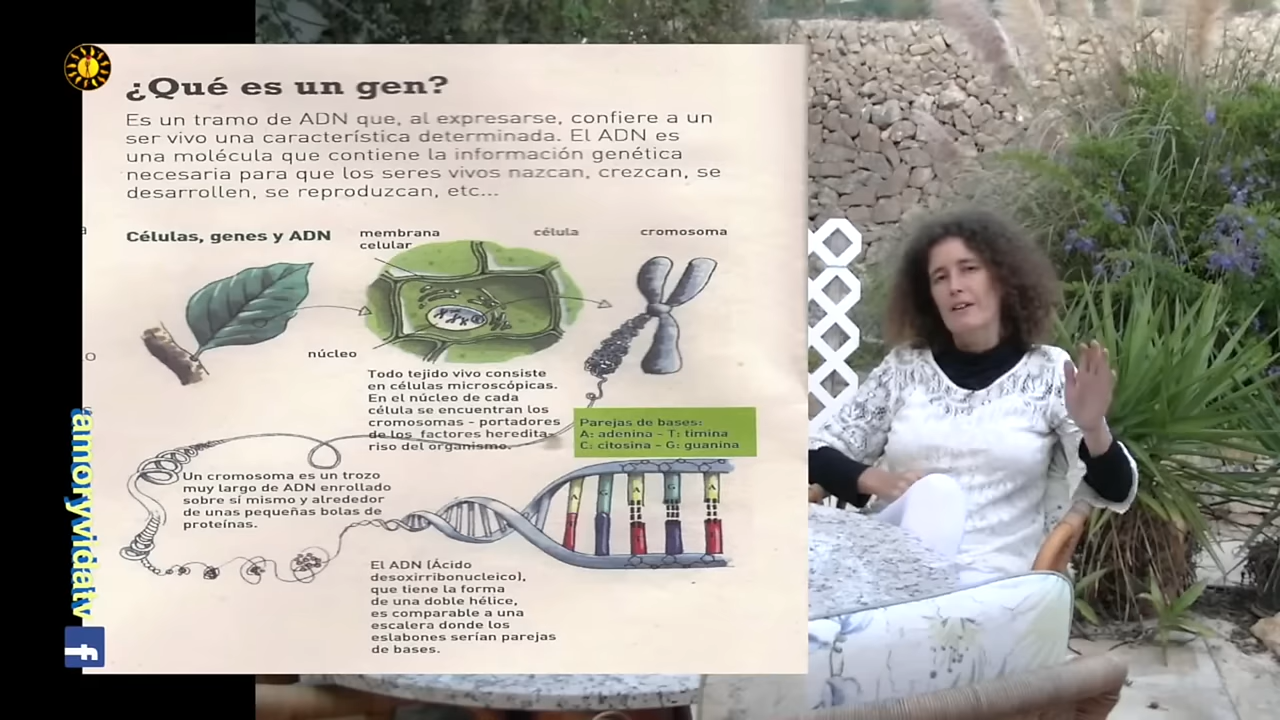 ¿Qué es un gen?
Es un tramo de ADN que, al expresarse, confiere a un
ser vivo una característica determinada. El ADN es
una molécula que contiene la información genética
necesaria para que los seres vivos nazcan, crezcan, se
desarrollen, se reproduzcan, etc...
Células, genes y ADN
membrana
celular
célula
cromosoma
núcleo
Todo tejido vivo consiste
en células microscópicas.
En el núcleo de cada
célula se encuentran los
cromosomas - portadores
de los factores heredita-
riso del organismo.
Parejas de bases:
A: adenina - T: timina
C: citosina - G: guanina
Un cromosoma es un trozo
muy largo de ADN enrollado
sobre sí mismo y alrededor
de unas pequeñas bolas de
proteínas.
A G A G A
El ADN (Ácido
desoxirribonucleico),
que tiene la forma
de una doble hélice,
es comparable a una
escalera donde los
eslabones serían parejas
de bases.
amoryvidatv
f